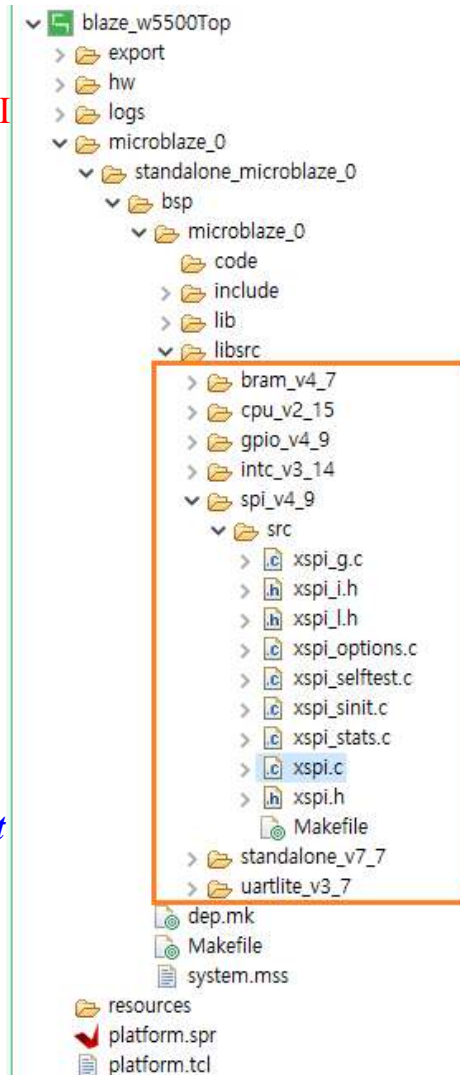 blaze_w5500Top
export
hw
I
logs
microblaze_0
standalone_microblaze_0
bsp
microblaze_0
code
include
lib
libsrc
bram_v4_7
cpu_v2_15
gpio_v4_9
intc_v3_14
spi_v4_9
src
xspi_g.c
xspi_i.h
xspi_l.h
xspi_options.c
xspi_selftest.c
xspi_sinit.c
xspi_stats.c
xspi.c
xspi.h
t
Makefile
standalone_v7_7
uartlite_v3_7
dep.mk
Makefile
system.mss
resources
platform.spr
platform.tcl